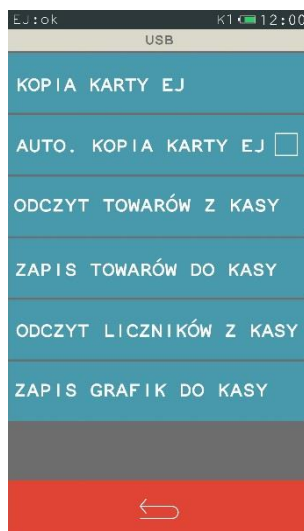 EJ:ok K1 12:00
USB
KOPIA KARTY EJ
AUTO. KOPIA KARTY EJ
ODCZYT TOWARÓW Z KASY
ZAPIS TOWARÓW DO KASY
ODCZYT LICZNIKÓW Z KASY
ZAPIS GRAFIK DO KASY